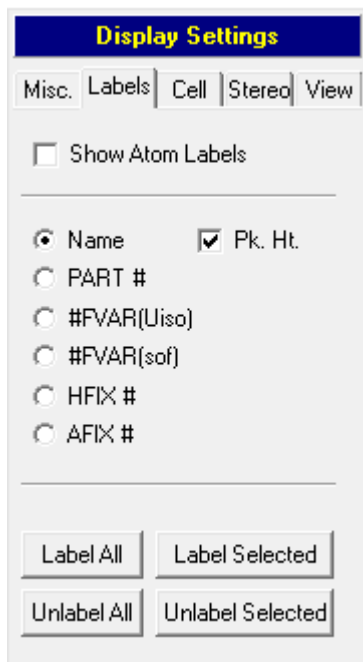 Display Settings
Misc. Labels Cell Stereo View
Show Atom Labels
Name Pk. Ht.
PART #
#FVAR(Uiso)
#FVAR(sof)
HFIX #
AFIX #
Label All Label Selected
Unlabel All Unlabel Selected